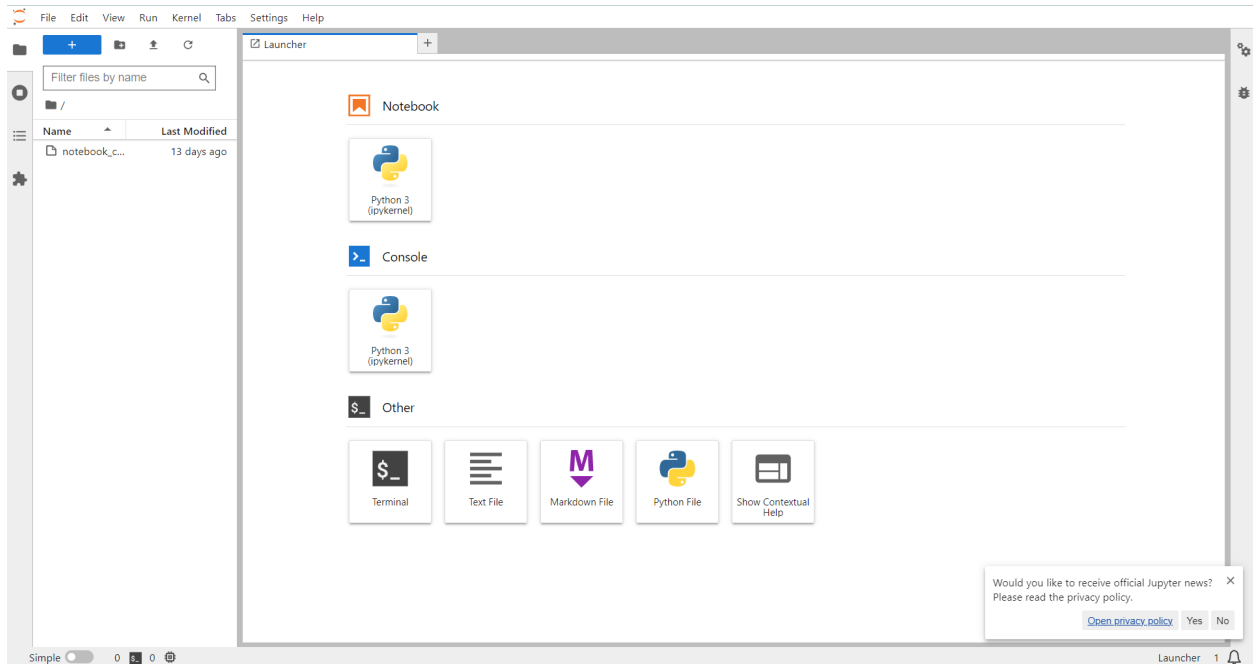 File Edit View Run Kernel Tabs Settings Help
+
Filter files by name
/
Name Last Modified
notebook_c... 13 days ago
Launcher +
Notebook
Python 3
(ipykernel)
Console
Python 3
(ipykernel)
$_ Other
$_
Terminal
Text File
M
Markdown File
Python File
Show Contextual
Help
Would you like to receive official Jupyter news?
Please read the privacy policy.
Open privacy policy Yes No
Simple 0 $_ 0
Launcher 1